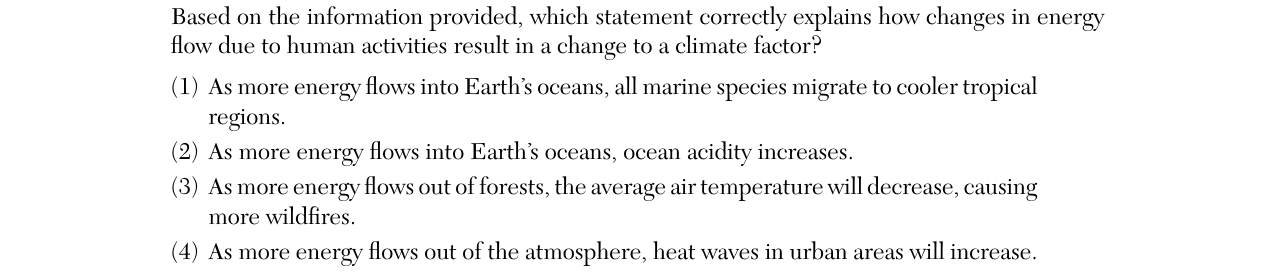 Based on the information provided, which statement correctly explains how changes in energy
flow due to human activities result in a change to a climate factor?
(1) As more energy flows into Earth’s oceans, all marine species migrate to cooler tropical
regions.
(2) As more energy flows into Earth’s oceans, ocean acidity increases.
(3) As more energy flows out of forests, the average air temperature will decrease, causing
more wildfires.
(4) As more energy flows out of the atmosphere, heat waves in urban areas will increase.